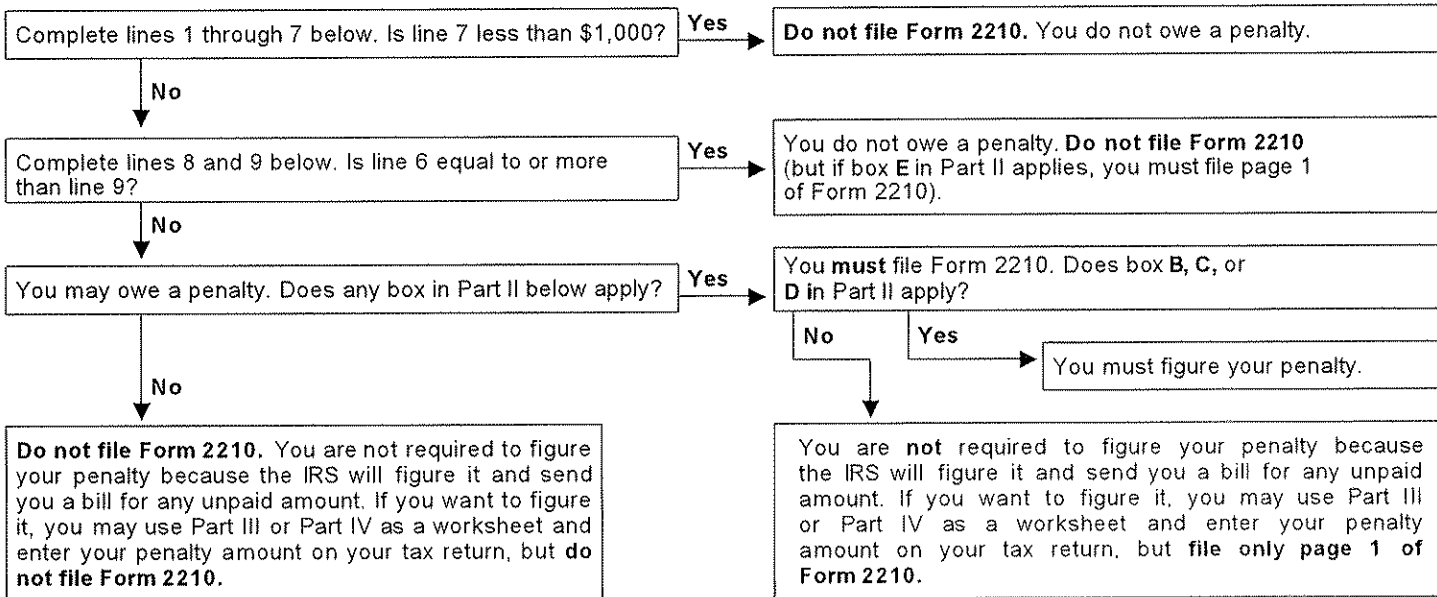 Complete lines 1 through 7 below. Is line 7 less than $1,000?
Yes
Do not file Form 2210. You do not owe a penalty.
No
Complete lines 8 and 9 below. Is line 6 equal to or more
than line 9?
Yes
You do not owe a penalty. Do not file Form 2210
(but if box E in Part II applies, you must file page 1
of Form 2210).
No
You may owe a penalty. Does any box in Part II below apply?
Yes
You must file Form 2210. Does box B, C, or
D in Part II apply?
No
Yes
You must figure your penalty.
No
Do not file Form 2210. You are not required to figure
your penalty because the IRS will figure it and send
you a bill for any unpaid amount. If you want to figure
it, you may use Part III or Part IV as a worksheet and
enter your penalty amount on your tax return, but do
not file Form 2210.
You are not required to figure your penalty because
the IRS will figure it and send you a bill for any unpaid
amount. If you want to figure it, you may use Part III
or Part IV as a worksheet and enter your penalty
amount on your tax return, but file only page 1 of
Form 2210.